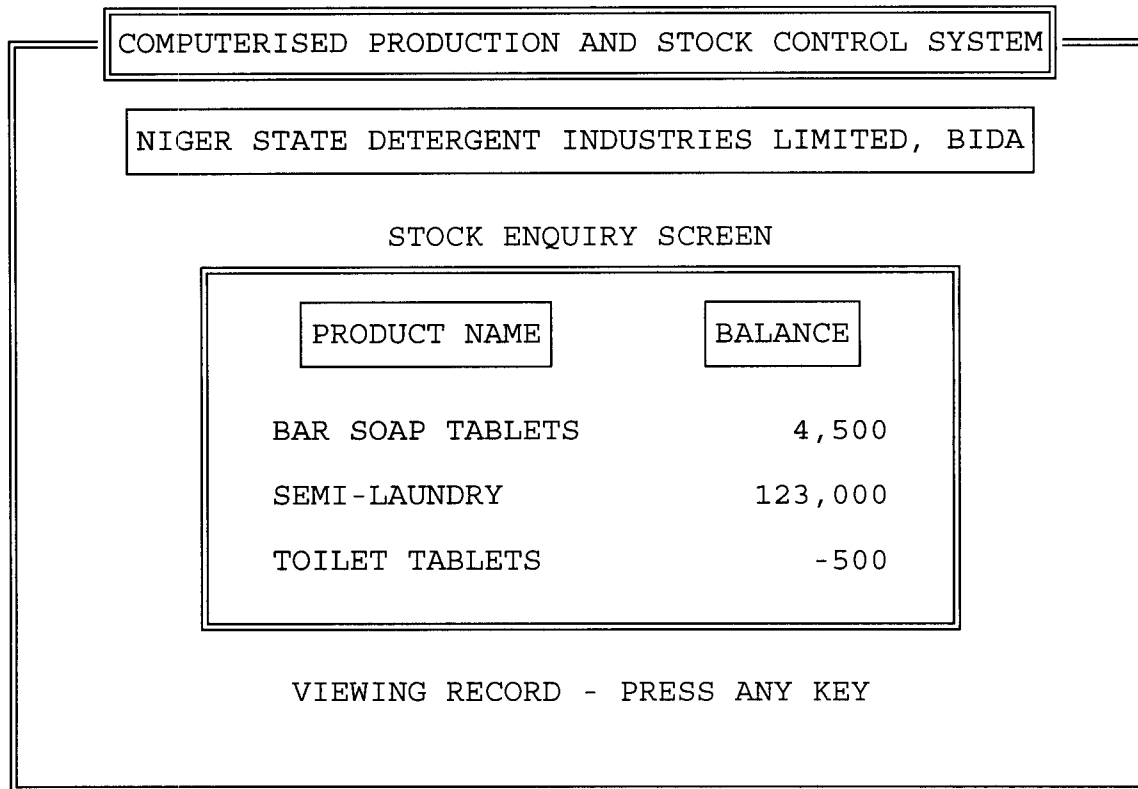 COMPUTERISED PRODUCTION AND STOCK CONTROL SYSTEM
NIGER STATE DETERGENT INDUSTRIES LIMITED, BIDA
STOCK ENQUIRY SCREEN
PRODUCT NAME BALANCE
BAR SOAP TABLETS 4,500
SEMI-LAUNDRY 123,000
TOILET TABLETS -500
VIEWING RECORD - PRESS ANY KEY